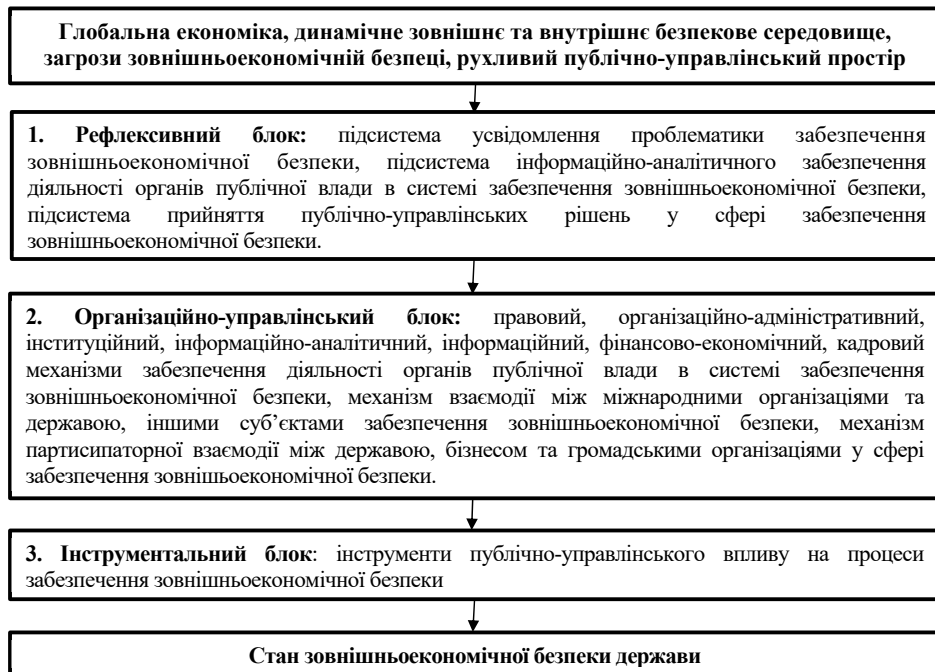 Глобальна економіка, динамічне зовнішнє та внутрішнє безпекове середовище,
загрози зовнішньоекономічній безпеці, рухливий публічно-управлінський простір
1. Рефлексивний блок: підсистема усвідомлення проблематики забезпечення
зовнішньоекономічної безпеки, підсистема інформаційно-аналітичного забезпечення
діяльності органів публічної влади в системі забезпечення зовнішньоекономічної безпеки,
підсистема прийняття публічно-управлінських рішень у сфері забезпечення
зовнішньоекономічної безпеки.
2. Організаційно-управлінський блок: правовий, організаційно-адміністративний,
інституційний, інформаційно-аналітичний, інформаційний, фінансово-економічний, кадровий
механізми забезпечення діяльності органів публічної влади в системі забезпечення
зовнішньоекономічної безпеки, механізм взаємодії між міжнародними організаціями та
державою, іншими суб’єктами забезпечення зовнішньоекономічної безпеки, механізм
партисипаторної взаємодії між державою, бізнесом та громадськими організаціями у сфері
забезпечення зовнішньоекономічної безпеки.
3. Інструментальний блок: інструменти публічно-управлінського впливу на процеси
забезпечення зовнішньоекономічної безпеки
Стан зовнішньоекономічної безпеки держави